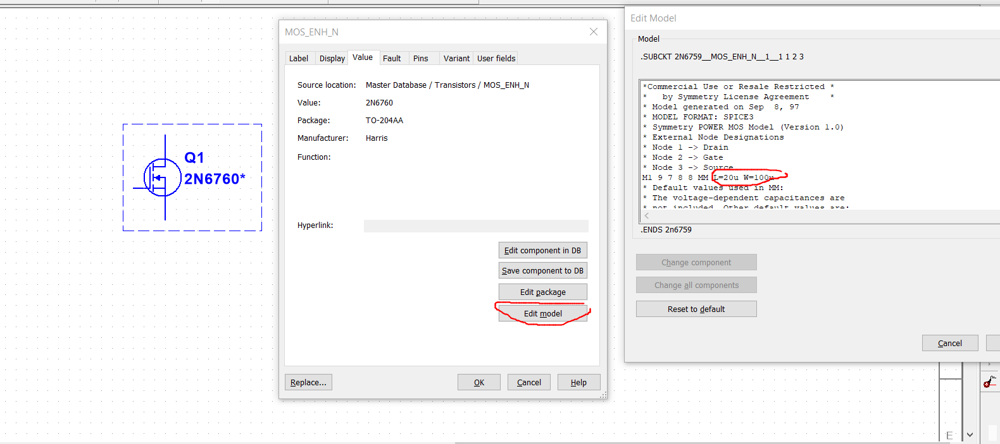 Q1
2N6760*
MOS_ENH_N
Label Display Value Fault Pins Variant User fields
Source location: Master Database / Transistors / MOS_ENH_N
Value: 2N6760
Package: TO-204AA
Manufacturer: Harris
Function:
Hyperlink:
Edit component in DB
Save component to DB
Edit package
Edit model
Replace... OK Cancel Help
Edit Model
Model
.SUBCKT 2N6759__MOS_ENH_N__1__1 1 2 3
*Commercial Use or Resale Restricted *
* by Symmetry License Agreement *
* Model generated on Sep 8, 97
* MODEL FORMAT: SPICE3
* Symmetry POWER MOS Model (Version 1.0)
* External Node Designations
* Node 1 -> Drain
* Node 2 -> Gate
* Node 3 -> Source
M1 9 7 8 8 MM L=20u W=100u
* Default values used in MM:
* The voltage-dependent capacitances are
* not included. Other default values are:
.ENDS 2n6759
Change component
Change all components
Reset to default
Cancel
E